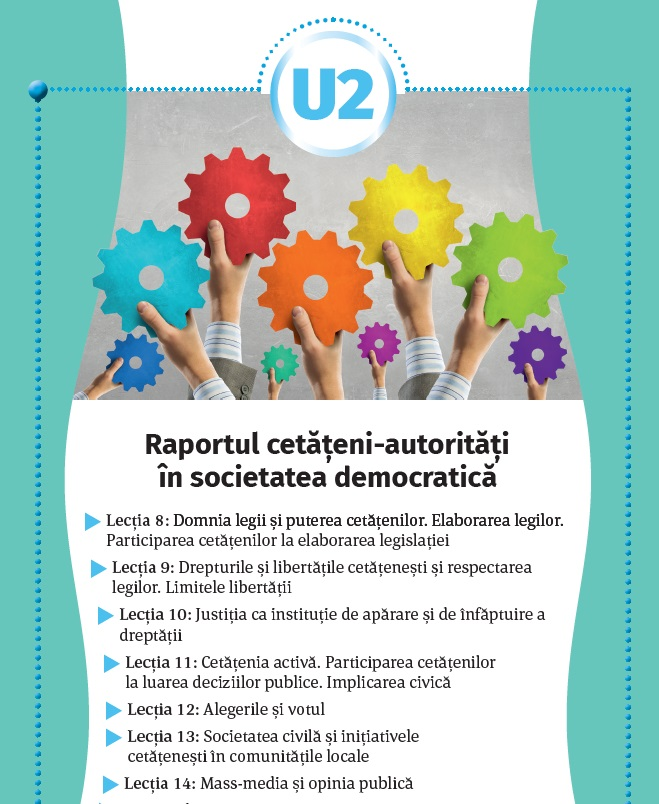 U2
Raportul cetățeni-autorități
în societatea democratică
Lecția 8: Domnia legii și puterea cetățenilor. Elaborarea legilor.
Participarea cetățenilor la elaborarea legislației
Lecția 9: Drepturile și libertățile cetățenești și respectarea
legilor. Limitele libertății
Lecția 10: Justiția ca instituție de apărare și de înfăptuire a
dreptății
Lecția 11: Cetățenia activă. Participarea cetățenilor
la luarea deciziilor publice. Implicarea civică
Lecția 12: Alegerile și votul
Lecția 13: Societatea civilă și inițiativele
cetățenești în comunitățile locale
Lecția 14: Mass-media și opinia publică